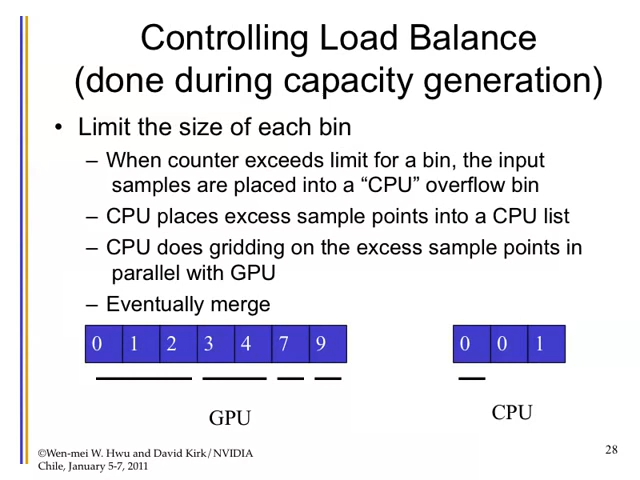 Controlling Load Balance
(done during capacity generation)
• Limit the size of each bin
– When counter exceeds limit for a bin, the input
samples are placed into a “CPU” overflow bin
– CPU places excess sample points into a CPU list
– CPU does gridding on the excess sample points in
parallel with GPU
– Eventually merge
0 1 2 3 4 7 9 0 0 1
GPU CPU
©Wen-mei W. Hwu and David Kirk/NVIDIA
Chile, January 5-7, 2011
28